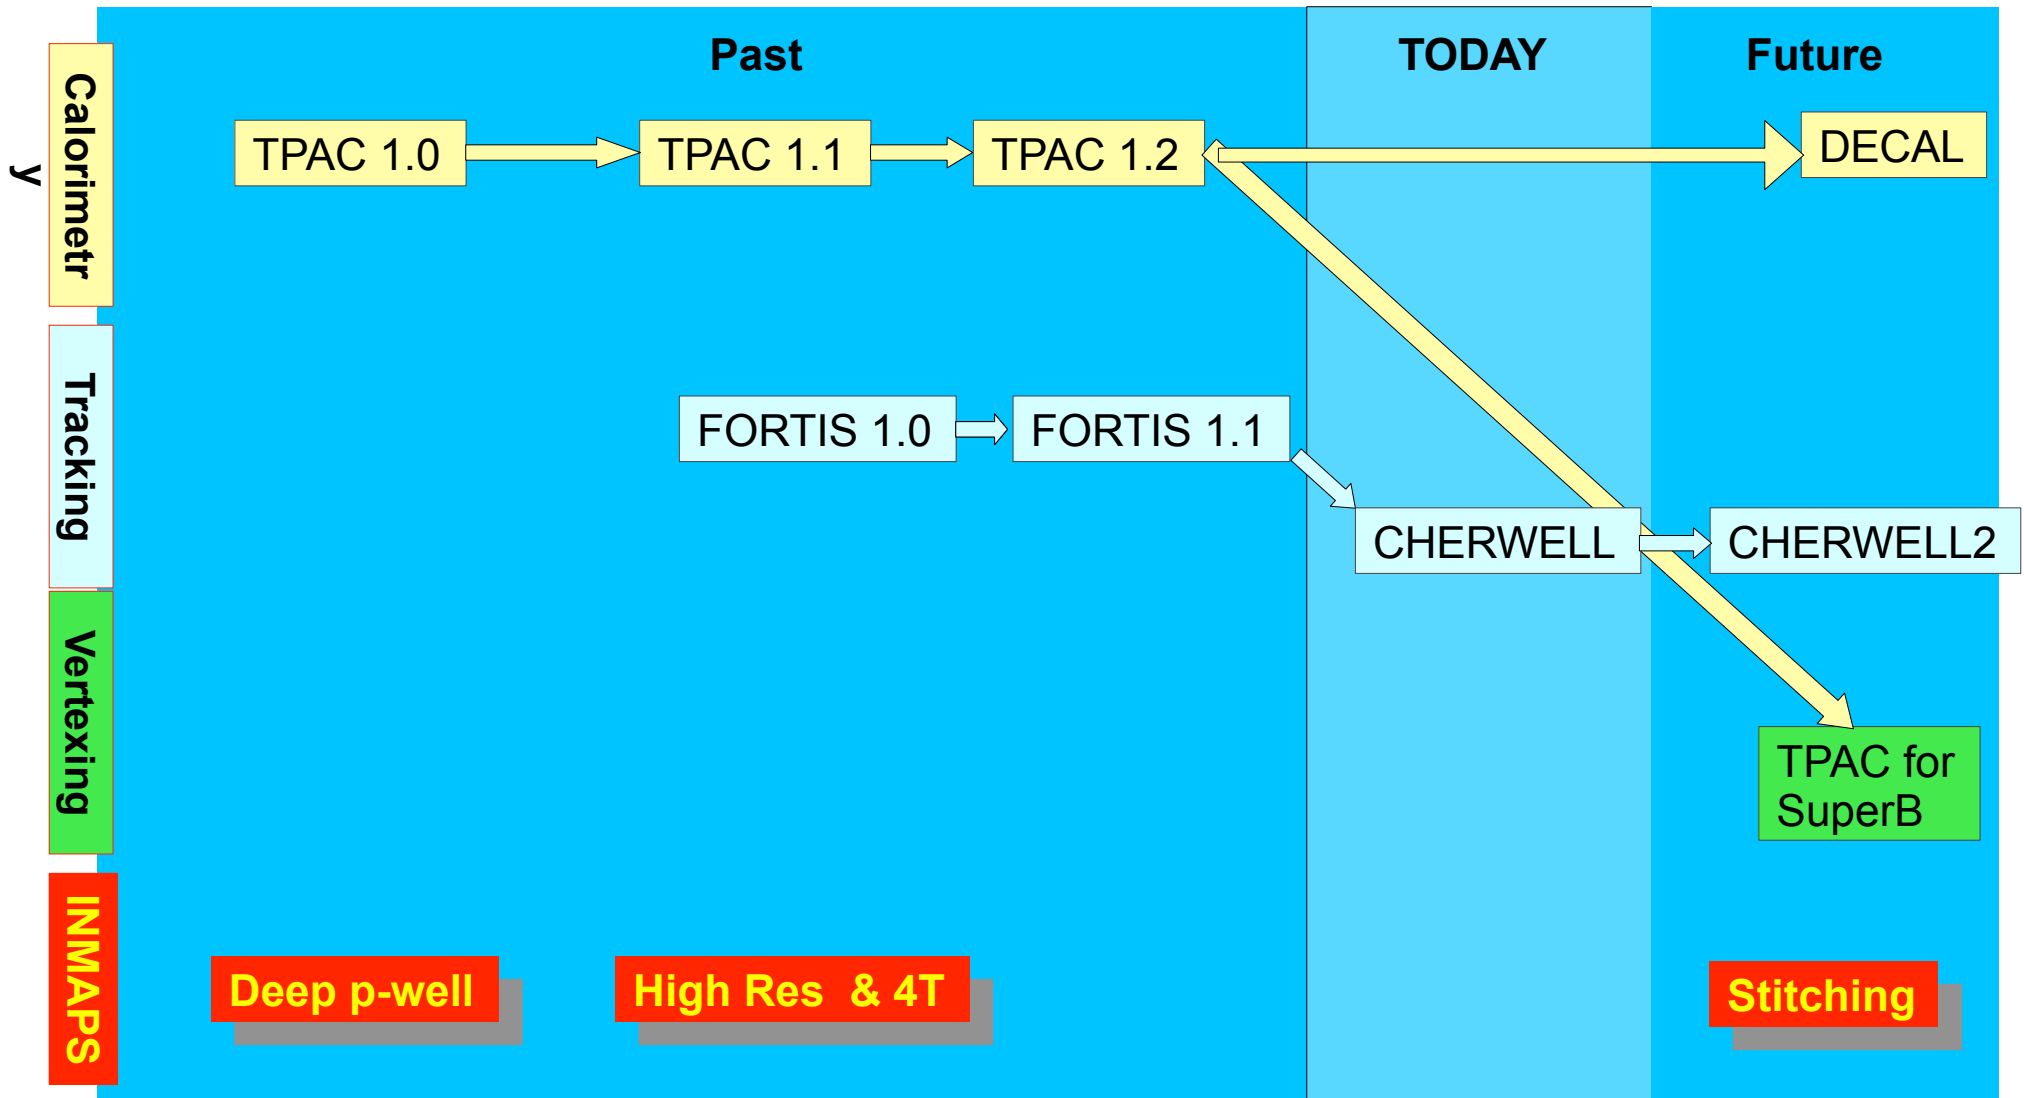 Past
TODAY
Future
Calorimetr
y
TPAC 1.0
TPAC 1.1
TPAC 1.2
DECAL
Tracking
FORTIS 1.0
FORTIS 1.1
CHERWELL
CHERWELL2
Vertexing
TPAC for
SuperB
INMAPS
Deep p-well
High Res & 4T
Stitching